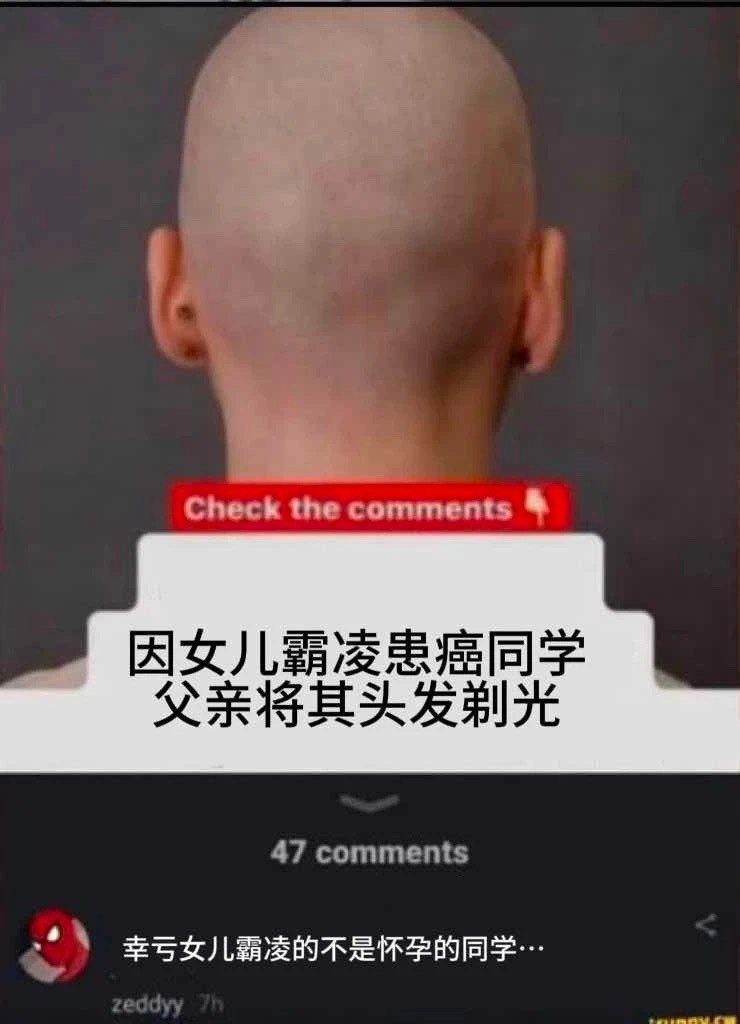 Check the comments 👇
因女儿霸凌患癌同学
父亲将其头发剃光
47 comments
幸亏女儿霸凌的不是怀孕的同学…
zeddyy 7h